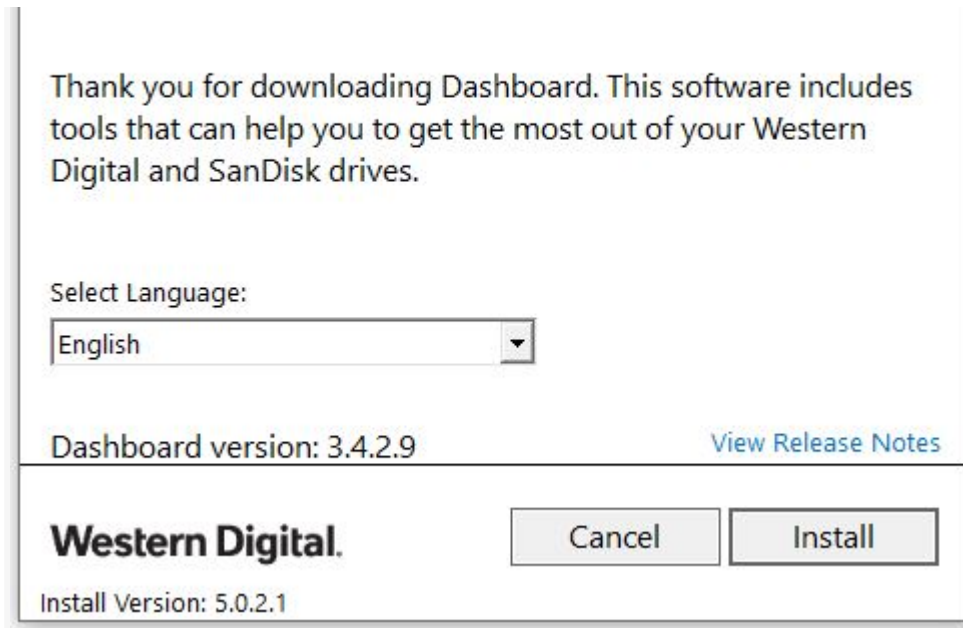 Thank you for downloading Dashboard. This software includes
tools that can help you to get the most out of your Western
Digital and SanDisk drives.
Select Language:
English
Dashboard version: 3.4.2.9
View Release Notes
Western Digital.
Cancel
Install
Install Version: 5.0.2.1